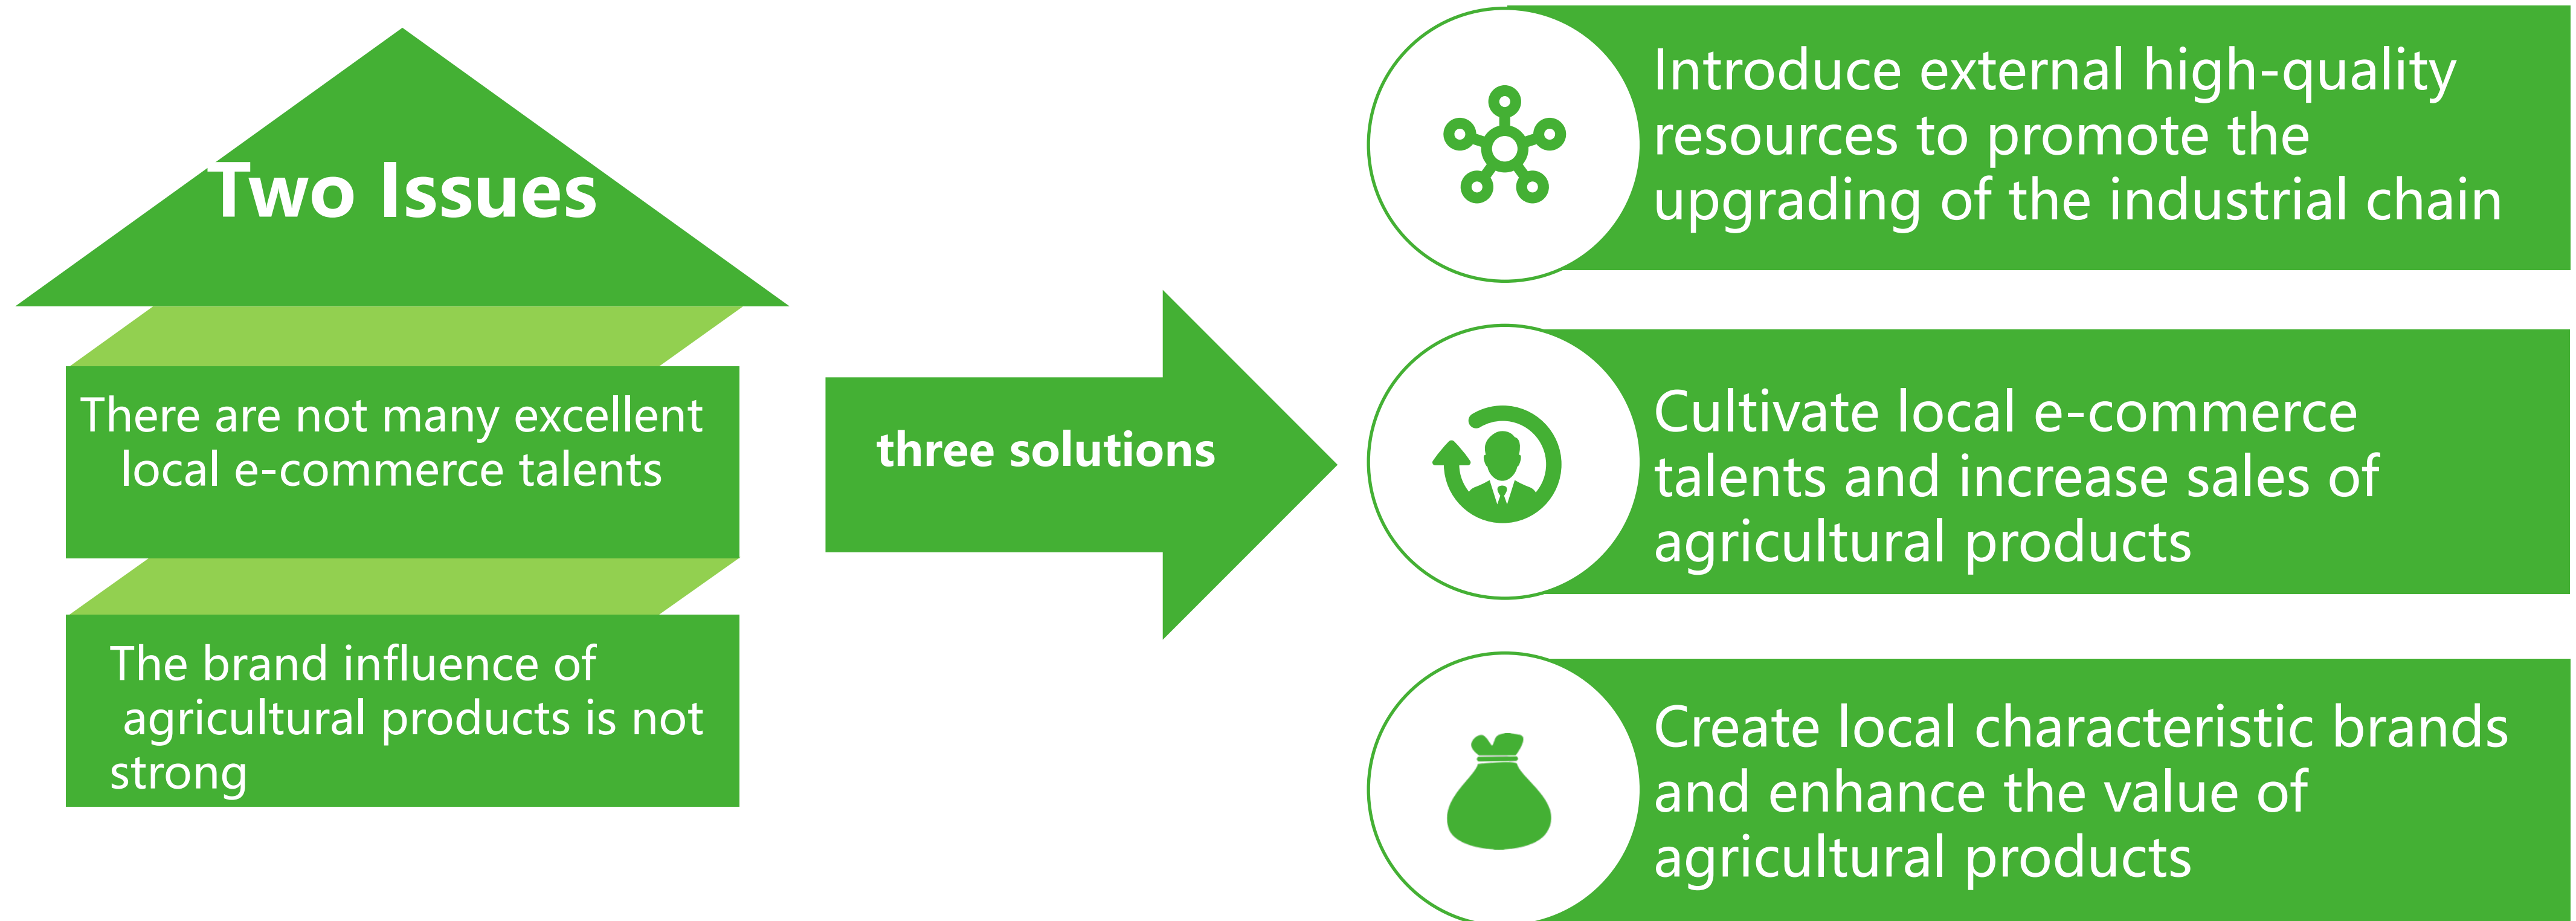 Two Issues
There are not many excellent
local e-commerce talents
The brand influence of
agricultural products is not
strong
three solutions
Introduce external high-quality
resources to promote the
upgrading of the industrial chain
Cultivate local e-commerce
talents and increase sales of
agricultural products
Create local characteristic brands
and enhance the value of
agricultural products